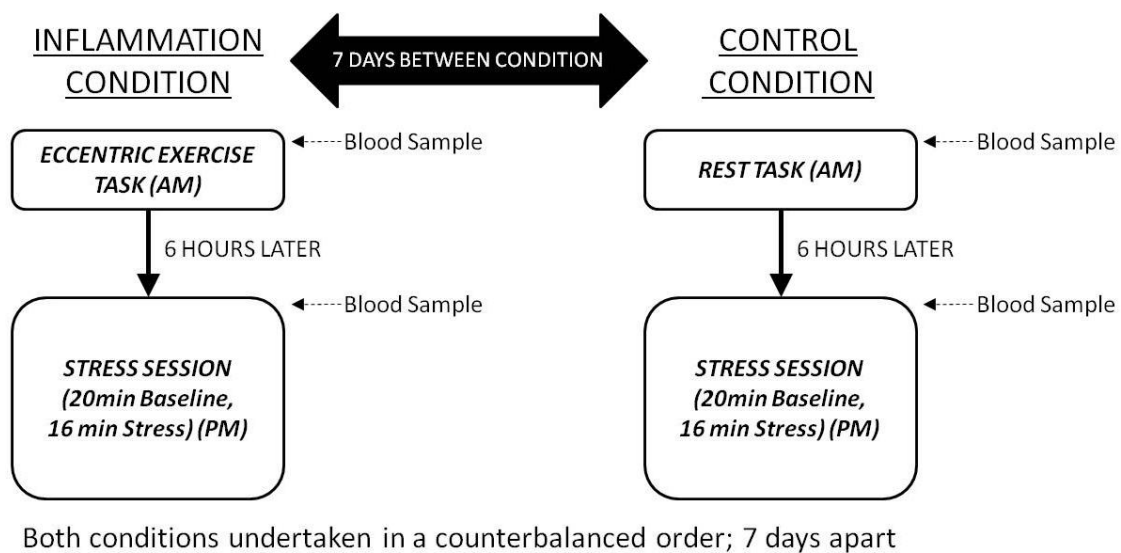 INFLAMMATION
CONDITION
7 DAYS BETWEEN CONDITION
CONTROL
CONDITION
ECCENTRIC EXERCISE
TASK (AM)
Blood Sample
REST TASK (AM)
Blood Sample
6 HOURS LATER
6 HOURS LATER
Blood Sample
Blood Sample
STRESS SESSION
(20min Baseline,
16 min Stress) (PM)
STRESS SESSION
(20min Baseline,
16 min Stress) (PM)
Both conditions undertaken in a counterbalanced order; 7 days apart